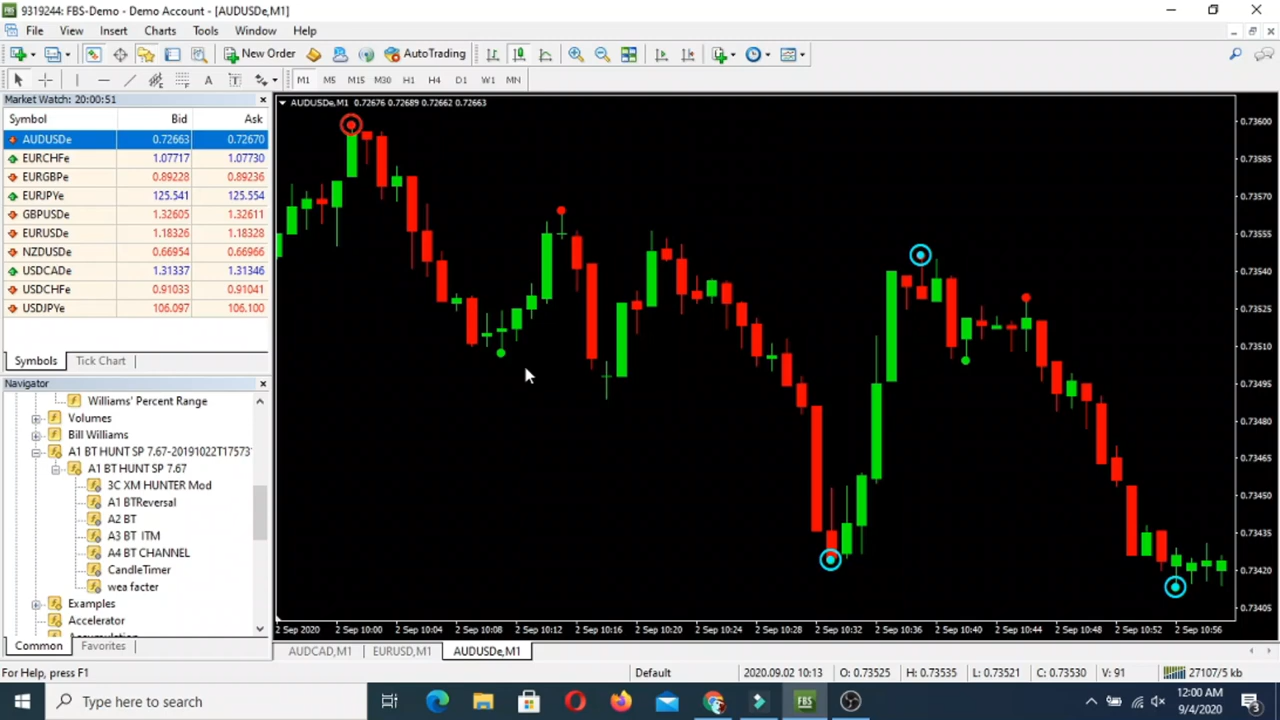 9319244: FBS-Demo - Demo Account - [AUDUSDe,M1]
File View Insert Charts Tools Window Help
New Order AutoTrading
A T M1 M5 M15 M30 H1 H4 D1 W1 MN
Market Watch: 20:00:51
Symbol Bid Ask
AUDUSDe 0.72663 0.72670
EURCHFe 1.07717 1.07730
EURGBPe 0.89228 0.89236
EURJPYe 125.541 125.554
GBPUSDe 1.32605 1.32611
EURUSDe 1.18326 1.18328
NZDUSDe 0.66954 0.66966
USDCADe 1.31337 1.31346
USDCHFe 0.91033 0.91041
USDJPYe 106.097 106.100
Symbols Tick Chart
Navigator
Williams' Percent Range
Volumes
Bill Williams
A1 BT HUNT SP 7.67-20191022T17573
A1 BT HUNT SP 7.67
3C XM HUNTER Mod
A1 BTReversal
A2 BT
A3 BT ITM
A4 BT CHANNEL
CandleTimer
wea facter
Examples
Accelerator
Common Favorites
AUDUSDe,M1 0.72676 0.72689 0.72662 0.72663
0.73600
0.73585
0.73570
0.73555
0.73540
0.73525
0.73510
0.73495
0.73480
0.73465
0.73450
0.73435
0.73420
0.73405
2 Sep 2020 2 Sep 10:00 2 Sep 10:04 2 Sep 10:08 2 Sep 10:12 2 Sep 10:16 2 Sep 10:20 2 Sep 10:24 2 Sep 10:28 2 Sep 10:32 2 Sep 10:36 2 Sep 10:40 2 Sep 10:44 2 Sep 10:48 2 Sep 10:52 2 Sep 10:56
AUDCAD,M1 EURUSD,M1 AUDUSDe,M1
For Help, press F1 Default 2020.09.02 10:13 O: 0.73525 H: 0.73535 L: 0.73521 C: 0.73530 V: 91 27107/5 kb
Type here to search FBS 12:00 AM
9/4/2020 3